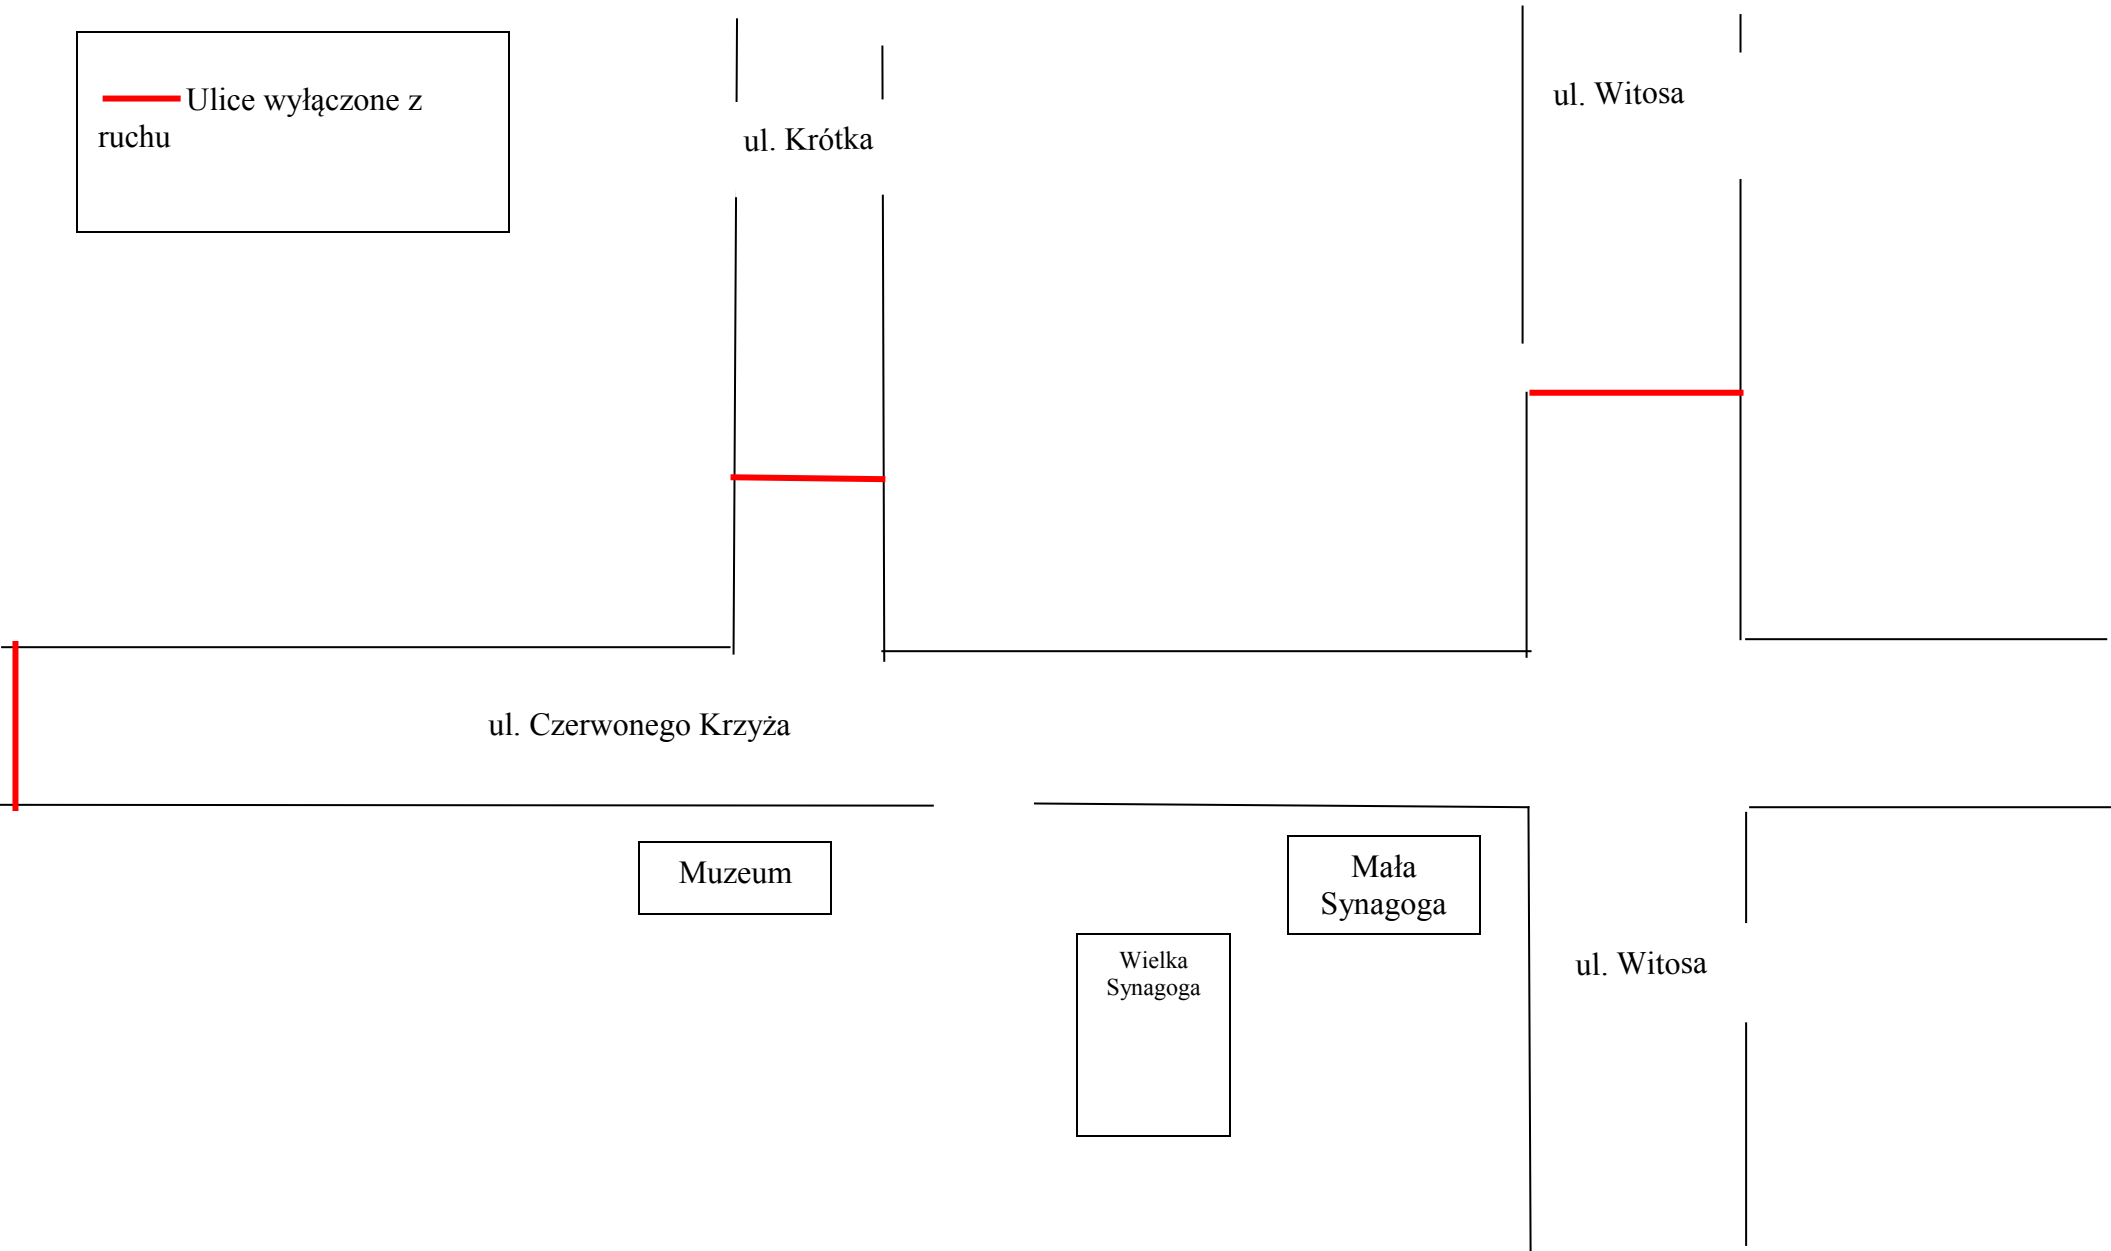 Ulice wyłączone z
ruchu
ul. Krótka
ul. Witosa
ul. Czerwonego Krzyża
Muzeum
Mała
Synagoga
Wielka
Synagoga
ul. Witosa